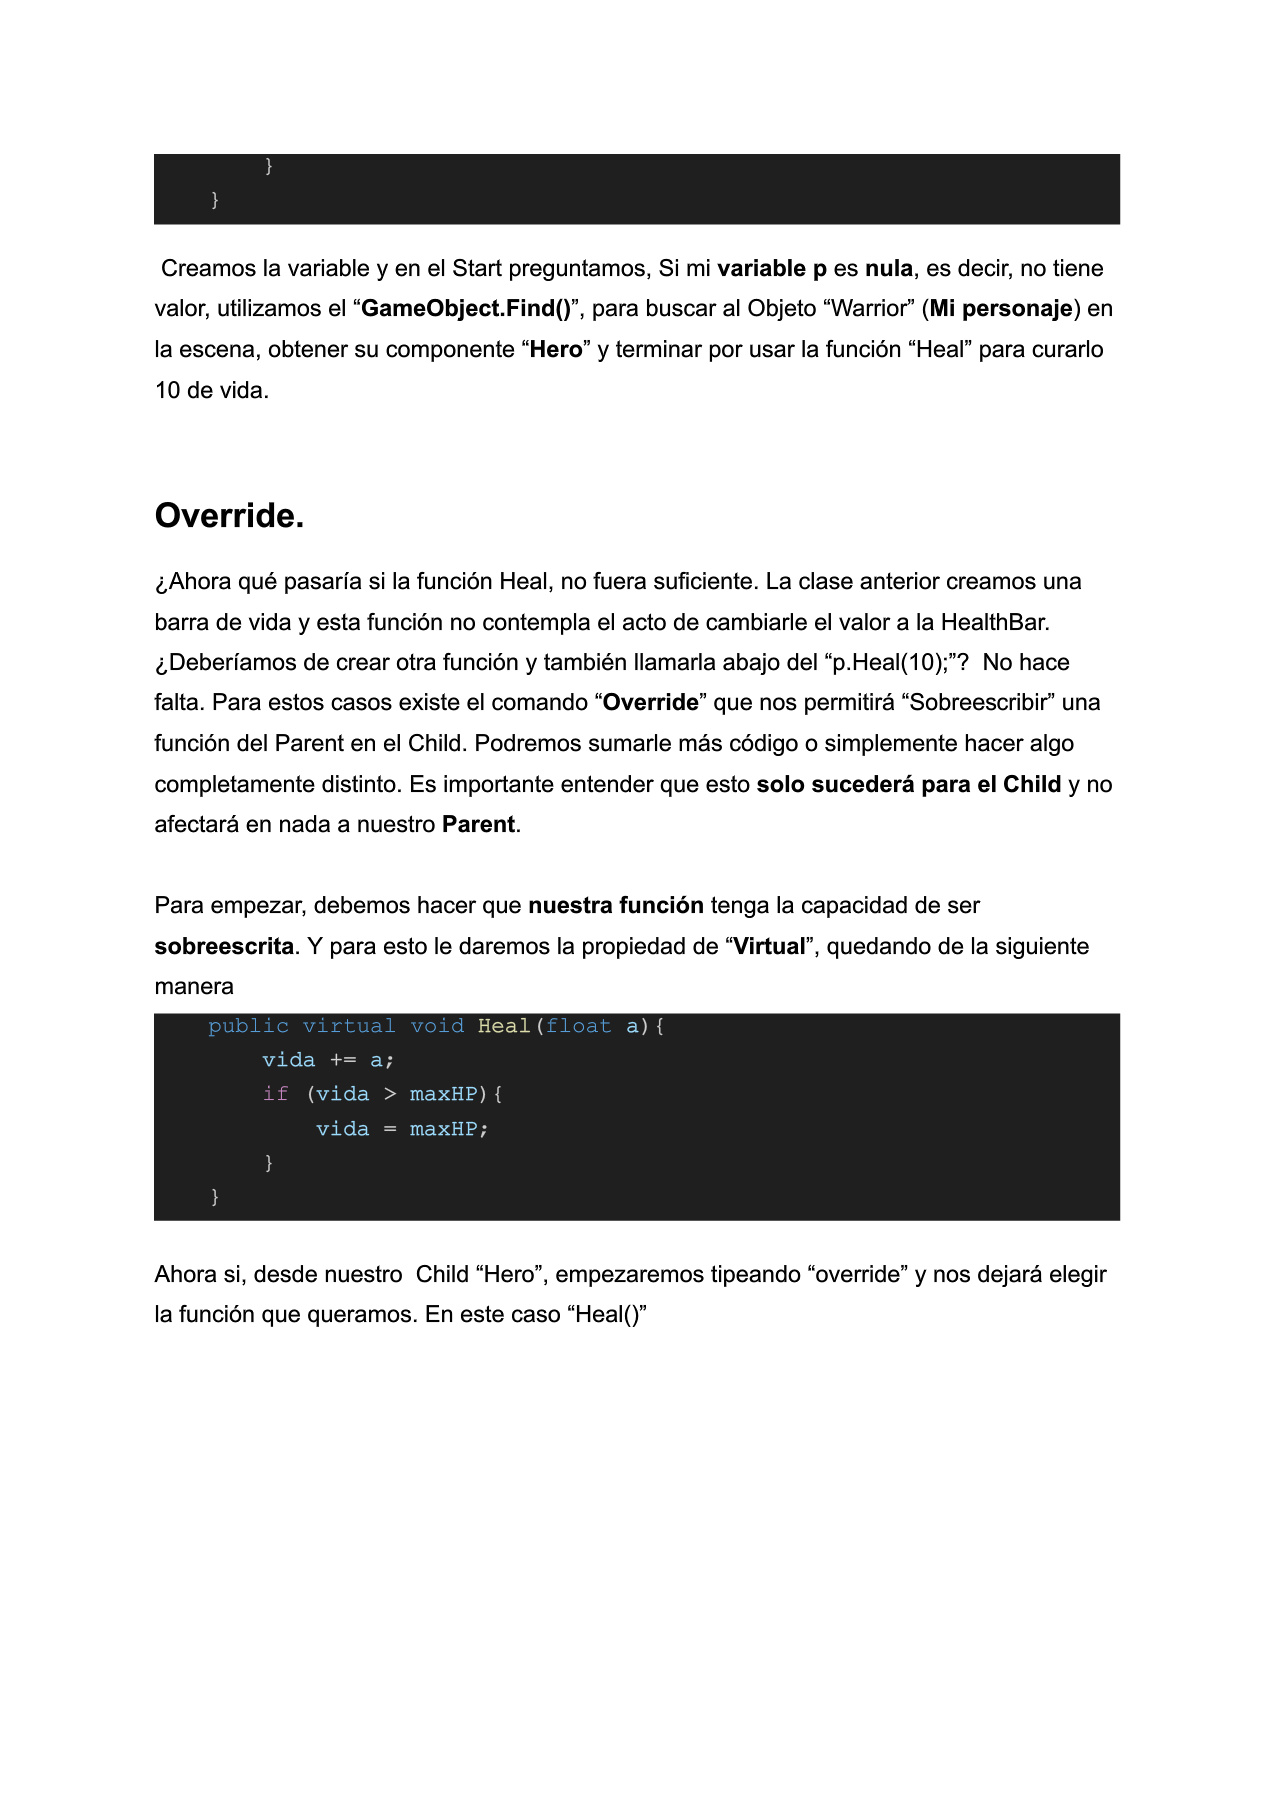 }
}
Creamos la variable y en el Start preguntamos, Si mi variable p es nula, es decir, no tiene
valor, utilizamos el “GameObject.Find()”, para buscar al Objeto “Warrior” (Mi personaje) en
la escena, obtener su componente “Hero” y terminar por usar la función “Heal” para curarlo
10 de vida.
Override.
¿Ahora qué pasaría si la función Heal, no fuera suficiente. La clase anterior creamos una
barra de vida y esta función no contempla el acto de cambiarle el valor a la HealthBar.
¿Deberíamos de crear otra función y también llamarla abajo del “p.Heal(10);”?  No hace
falta. Para estos casos existe el comando “Override” que nos permitirá “Sobreescribir” una
función del Parent en el Child. Podremos sumarle más código o simplemente hacer algo
completamente distinto. Es importante entender que esto solo sucederá para el Child y no
afectará en nada a nuestro Parent.
Para empezar, debemos hacer que nuestra función tenga la capacidad de ser
sobreescrita. Y para esto le daremos la propiedad de “Virtual”, quedando de la siguiente
manera
public virtual void Heal(float a){
vida += a;
if (vida > maxHP){
vida = maxHP;
}
}
Ahora si, desde nuestro  Child “Hero”, empezaremos tipeando “override” y nos dejará elegir
la función que queramos. En este caso “Heal()”